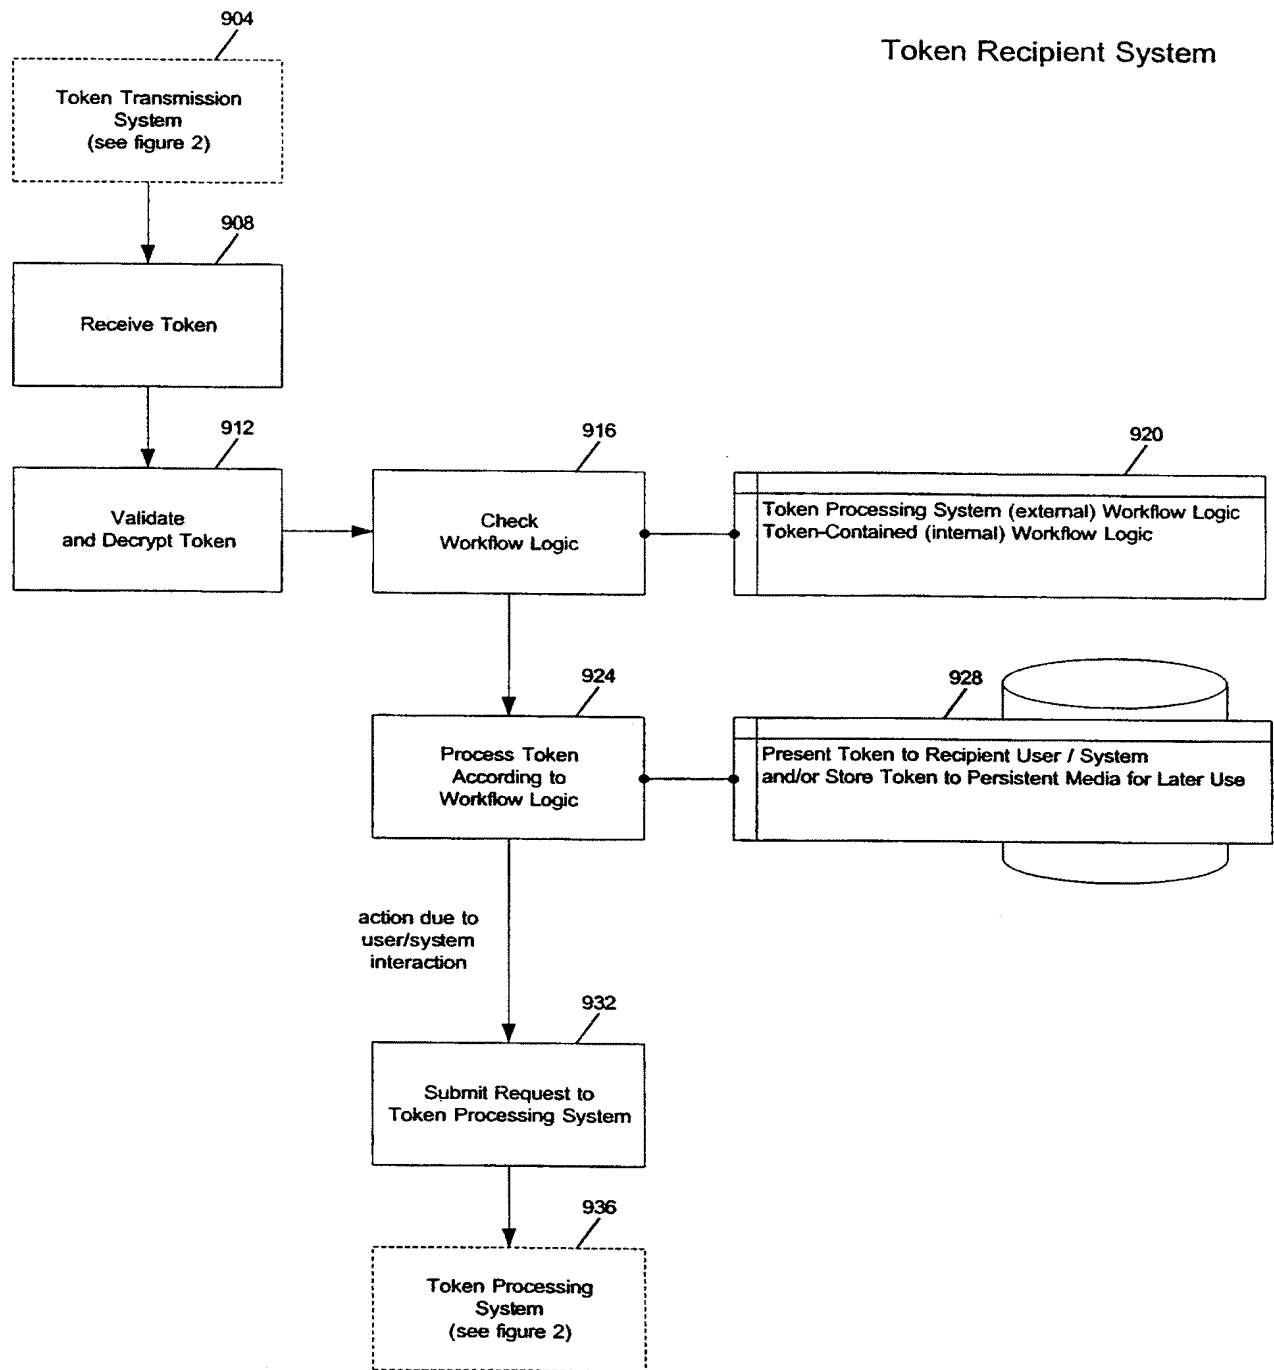 904
Token Recipient System
Token Transmission
System
(see figure 2)
908
Receive Token
912
916
920
Validate
and Decrypt Token
Check
Workflow Logic
Token Processing System (external) Workflow Logic
Token-Contained (internal) Workflow Logic
924
928
Process Token
According to
Workflow Logic
Present Token to Recipient User / System
and/or Store Token to Persistent Media for Later Use
action due to
user/system
interaction
932
Submit Request to
Token Processing System
936
Token Processing
System
(see figure 2)